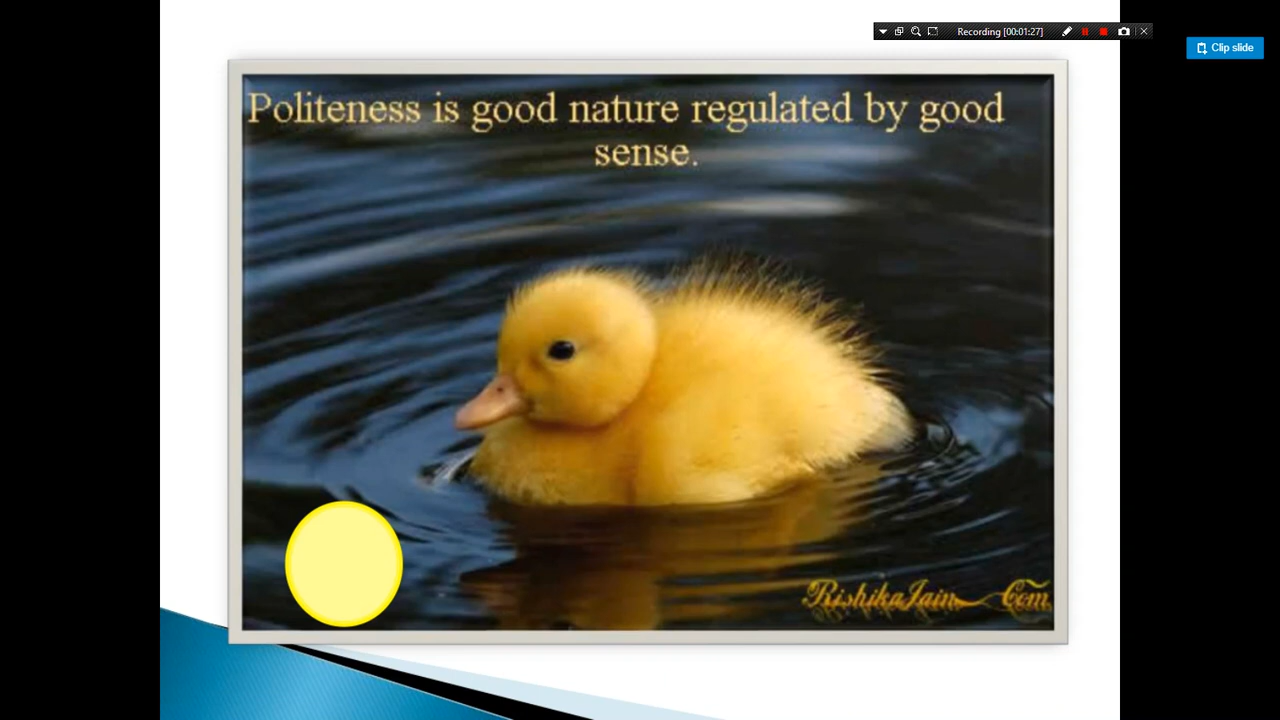 Recording [00:01:27]
Clip slide
Politeness is good nature regulated by good
sense.
RishikaJain Com